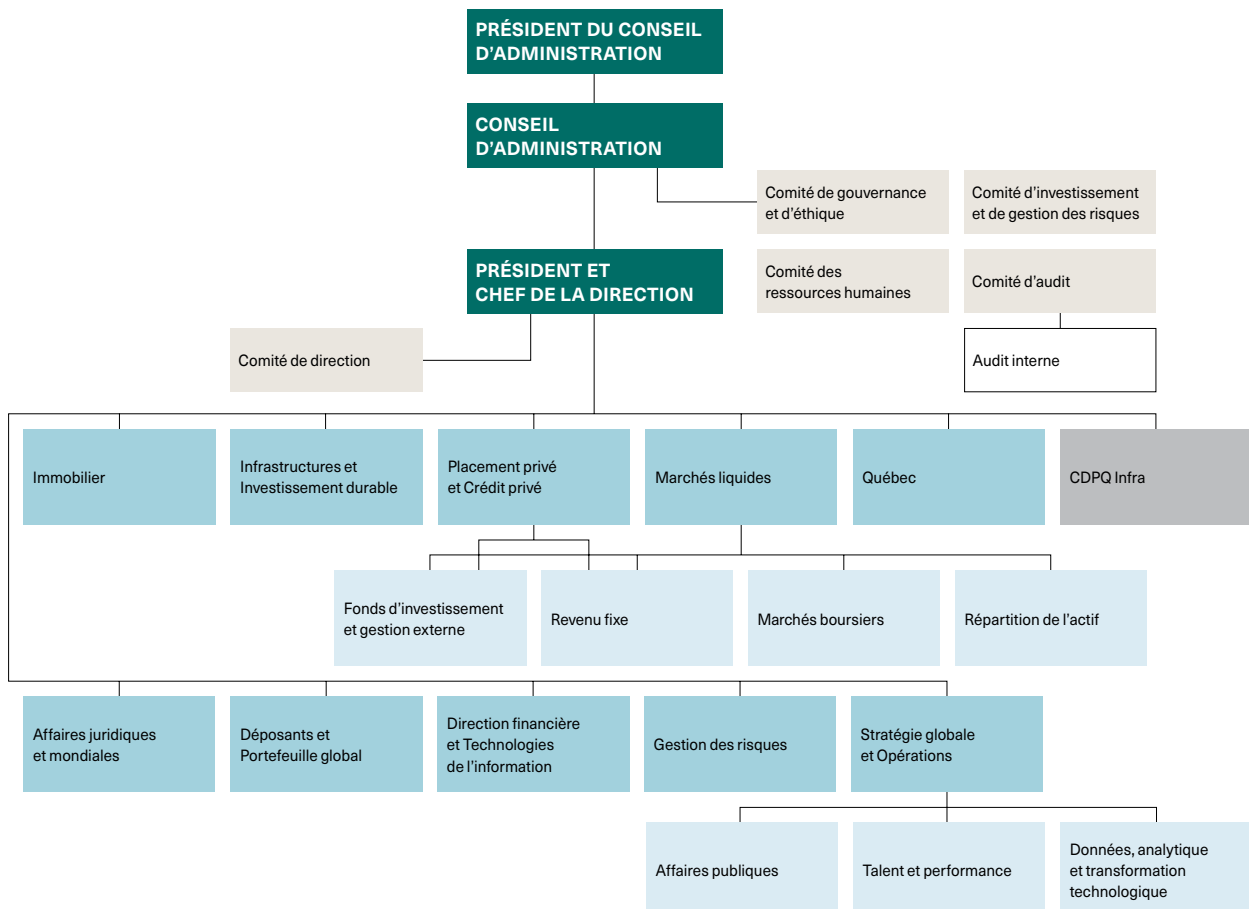 PRÉSIDENT DU CONSEIL
D’ADMINISTRATION
CONSEIL
D’ADMINISTRATION
Comité de gouvernance
et d’éthique
Comité d’investissement
et de gestion des risques
PRÉSIDENT ET
CHEF DE LA DIRECTION
Comité des
ressources humaines
Comité d’audit
Comité de direction
Audit interne
Immobilier
Infrastructures et
Investissement durable
Placement privé
et Crédit privé
Marchés liquides
Québec
CDPQ Infra
Fonds d’investissement
et gestion externe
Revenu fixe
Marchés boursiers
Répartition de l’actif
Affaires juridiques
et mondiales
Déposants et
Portefeuille global
Direction financière
et Technologies
de l’information
Gestion des risques
Stratégie globale
et Opérations
Affaires publiques
Talent et performance
Données, analytique
et transformation
technologique